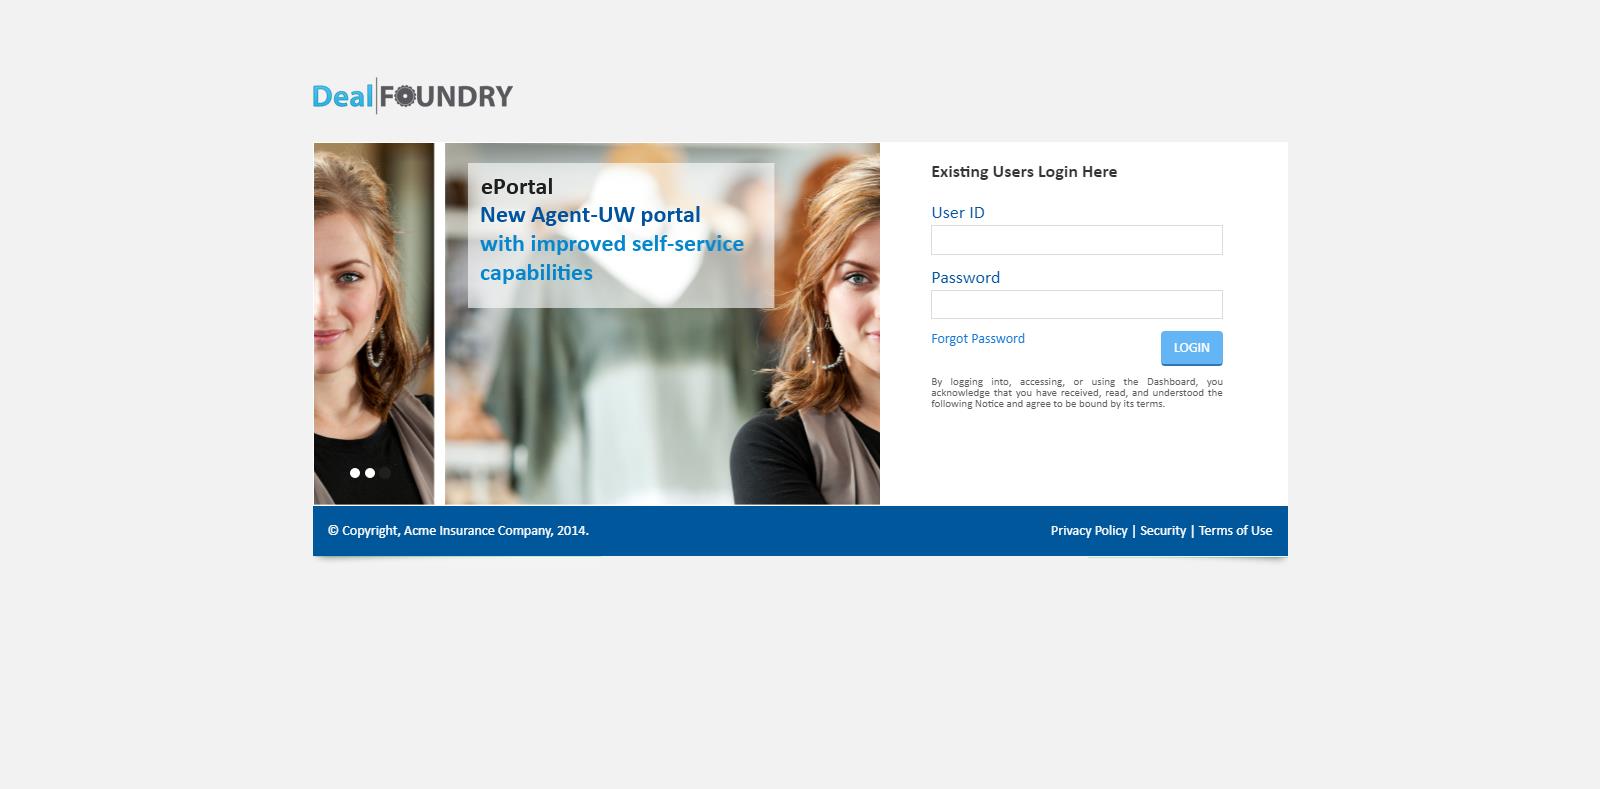 Deal FOUNDRY
ePortal
New Agent-UW portal
with improved self-service
capabilities
Existing Users Login Here
User ID
Password
Forgot Password
LOGIN
By logging into, accessing, or using the Dashboard, you
acknowledge that you have received, read, and understood the
following Notice and agree to be bound by its terms.
© Copyright, Acme Insurance Company, 2014.
Privacy Policy | Security | Terms of Use